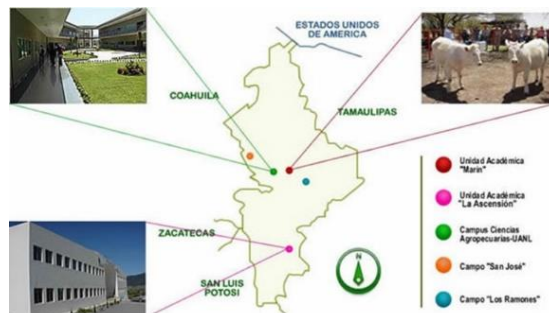 ESTADOS UNIDOS
DE AMERICA
COAHUILA
TAMAULIPAS
ZACATECAS
SAN LUIS
POTOSI
N
Unidad Académica
"Marín"
Unidad Académica
"La Ascensión"
Campus Ciencias
Agropecuarias-UANL
Campo "San José"
Campo "Los Ramones"